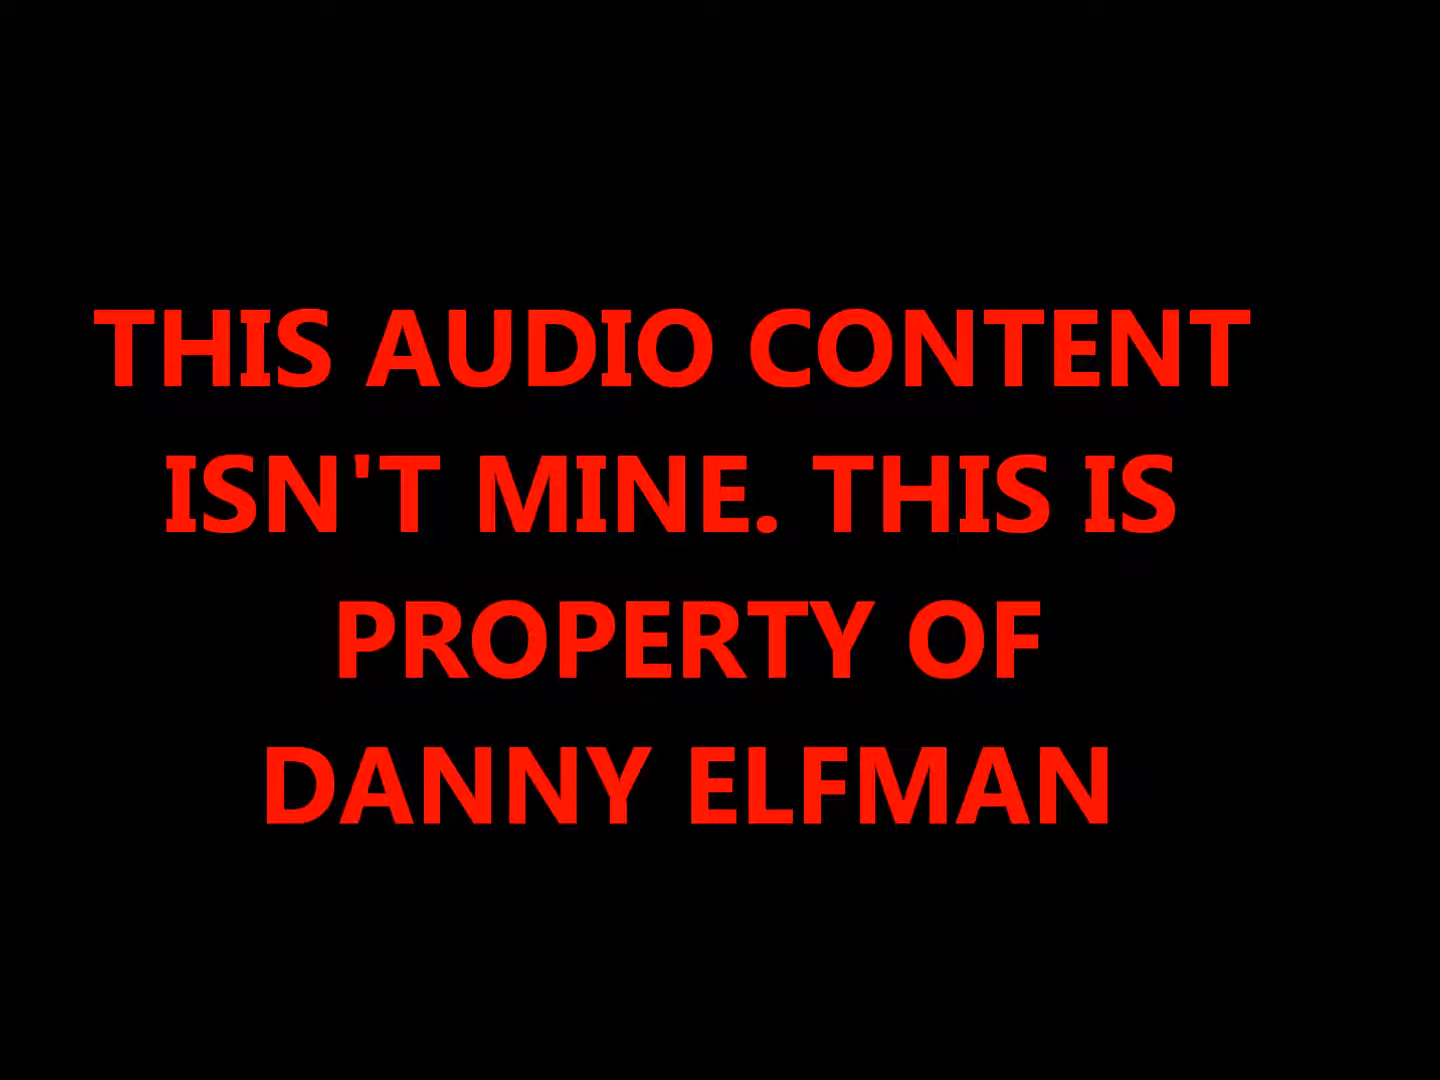 THIS AUDIO CONTENT
ISN'T MINE. THIS IS
PROPERTY OF
DANNY ELFMAN